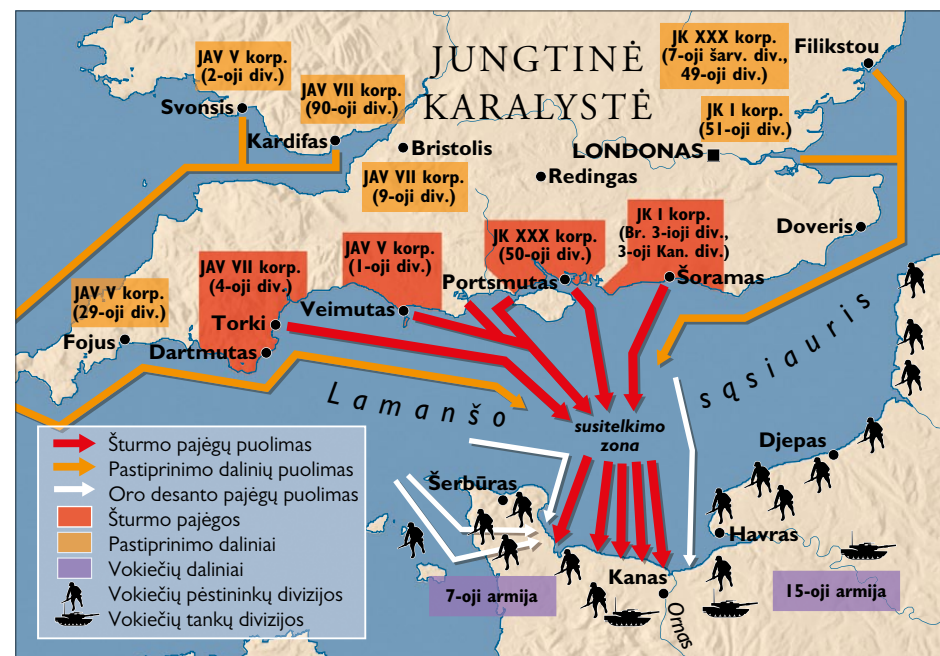 JAV V korp.
(2-oji div.)
Svonsis
JAV VII korp.
(90-oji div.)
Kardifas
JUNGTINĖ
KARALYSTĖ
JK XXX korp.
(7-oji šarv. div.,
49-oji div.)
Filikstou
JK I korp.
(51-oji div.)
Bristolis
LONDONAS
Redingas
JAV VII korp.
(9-oji div.)
Doveris
JAV V korp.
(29-oji div.)
Fojus
JAV VII korp.
(4-oji div.)
Torki
Dartmutas
JAV V korp.
(1-oji div.)
Veimutas
JK XXX korp.
(50-oji div.)
Portsmutas
JK I korp.
(Br. 3-ioji div.,
3-oji Kan. div.)
Šoramas
Lamanšo
sąsiauris
susitelkimo
zona
Djepas
Šerbūras
Havras
Kanas
Ornas
7-oji armija
15-oji armija
Šturmo pajėgų puolimas
Pastiprinimo dalinių puolimas
Oro desanto pajėgų puolimas
Šturmo pajėgos
Pastiprinimo daliniai
Vokiečių daliniai
Vokiečių pėstininkų divizijos
Vokiečių tankų divizijos